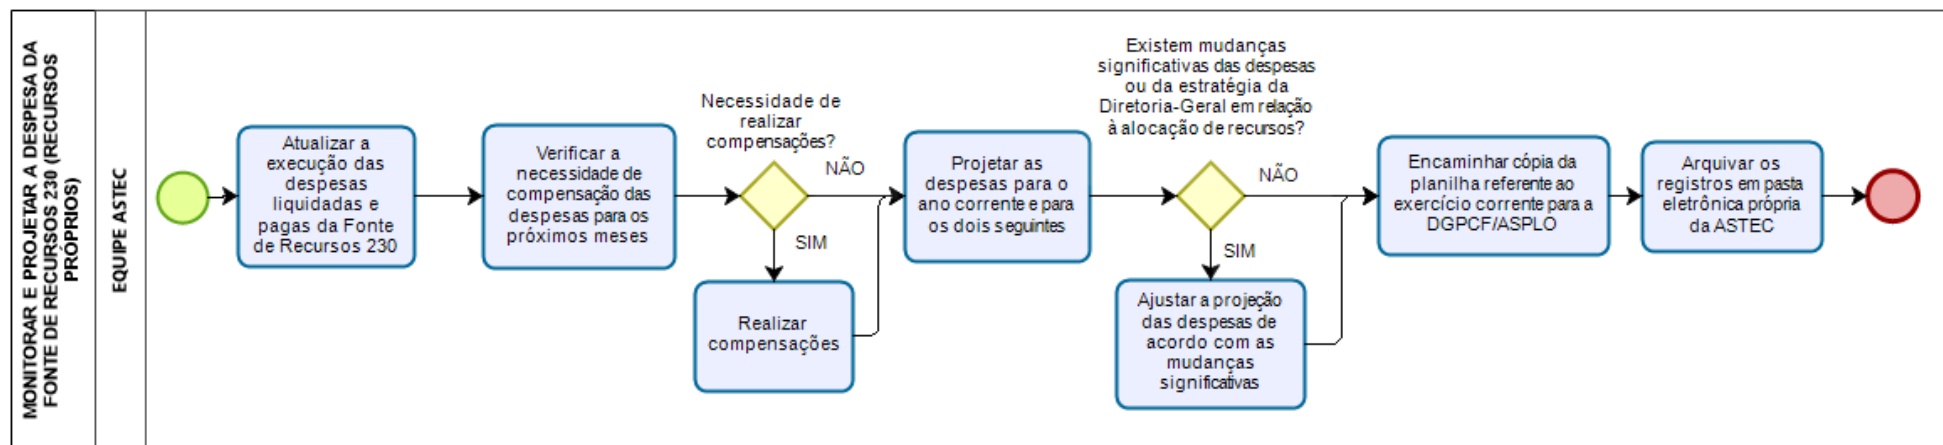 MONITORAR E PROJETAR A DESPESA DA
FONTE DE RECURSOS 230 (RECURSOS
PRÓPRIOS)
EQUIPE ASTEC
Atualizar a
execução das
despesas
liquidadas e
pagas da Fonte
de Recursos 230
Verificar a
necessidade de
compensação das
despesas para os
próximos meses
Necessidade de
realizar
compensações?
NÃO
SIM
Realizar
compensações
Projetar as
despesas para o
ano corrente e para
os dois seguintes
Existem mudanças
significativas das despesas
ou da estratégia da
Diretoria-Geral em relação
à alocação de recursos?
NÃO
SIM
Ajustar a projeção
das despesas de
acordo com as
mudanças
significativas
Encaminhar cópia da
planilha referente ao
exercício corrente para a
DGPCF/ASPLO
Arquivar os
registros em pasta
eletrônica própria
da ASTEC